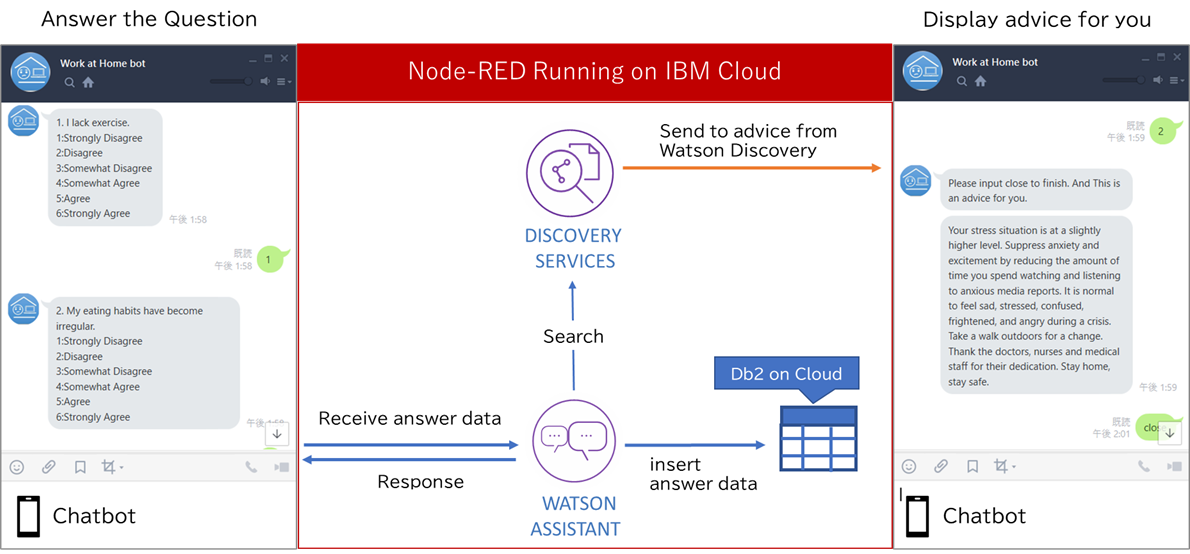 Answer the Question
Display advice for you
Work at Home bot
1. I lack exercise.
1:Strongly Disagree
2:Disagree
3:Somewhat Disagree
4:Somewhat Agree
5:Agree
6:Strongly Agree
午後 1:58
既読
午後 1:58
1
2. My eating habits have become
irregular.
1:Strongly Disagree
2:Disagree
3:Somewhat Disagree
4:Somewhat Agree
5:Agree
6:Strongly Agree
午後 1:58
Chatbot
Node-RED Running on IBM Cloud
Send to advice from
Watson Discovery
DISCOVERY
SERVICES
Search
Db2 on Cloud
Receive answer data
Response
insert
answer data
WATSON
ASSISTANT
Work at Home bot
既読
午後 1:59
2
Please input close to finish. And This is
an advice for you.
Your stress situation is at a slightly
higher level. Suppress anxiety and
excitement by reducing the amount of
time you spend watching and listening
to anxious media reports. It is normal
to feel sad, stressed, confused,
frightened, and angry during a crisis.
Take a walk outdoors for a change.
Thank the doctors, nurses and medical
staff for their dedication. Stay home,
stay safe.
午後 1:59
既読
午後 2:01
close
Chatbot